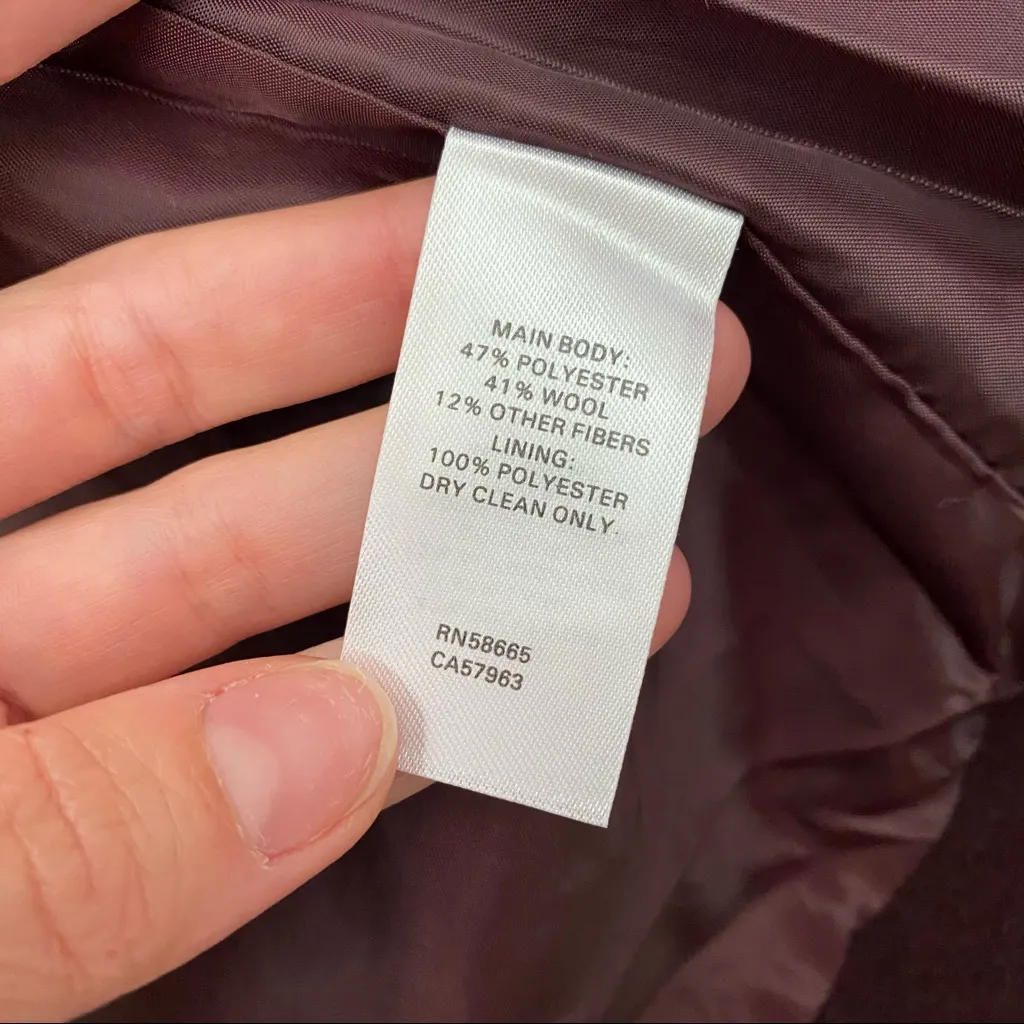 MAIN BODY:
47% POLYESTER
41% WOOL
12% OTHER FIBERS
LINING:
100% POLYESTER
DRY CLEAN ONLY.
RN58665
CA57963